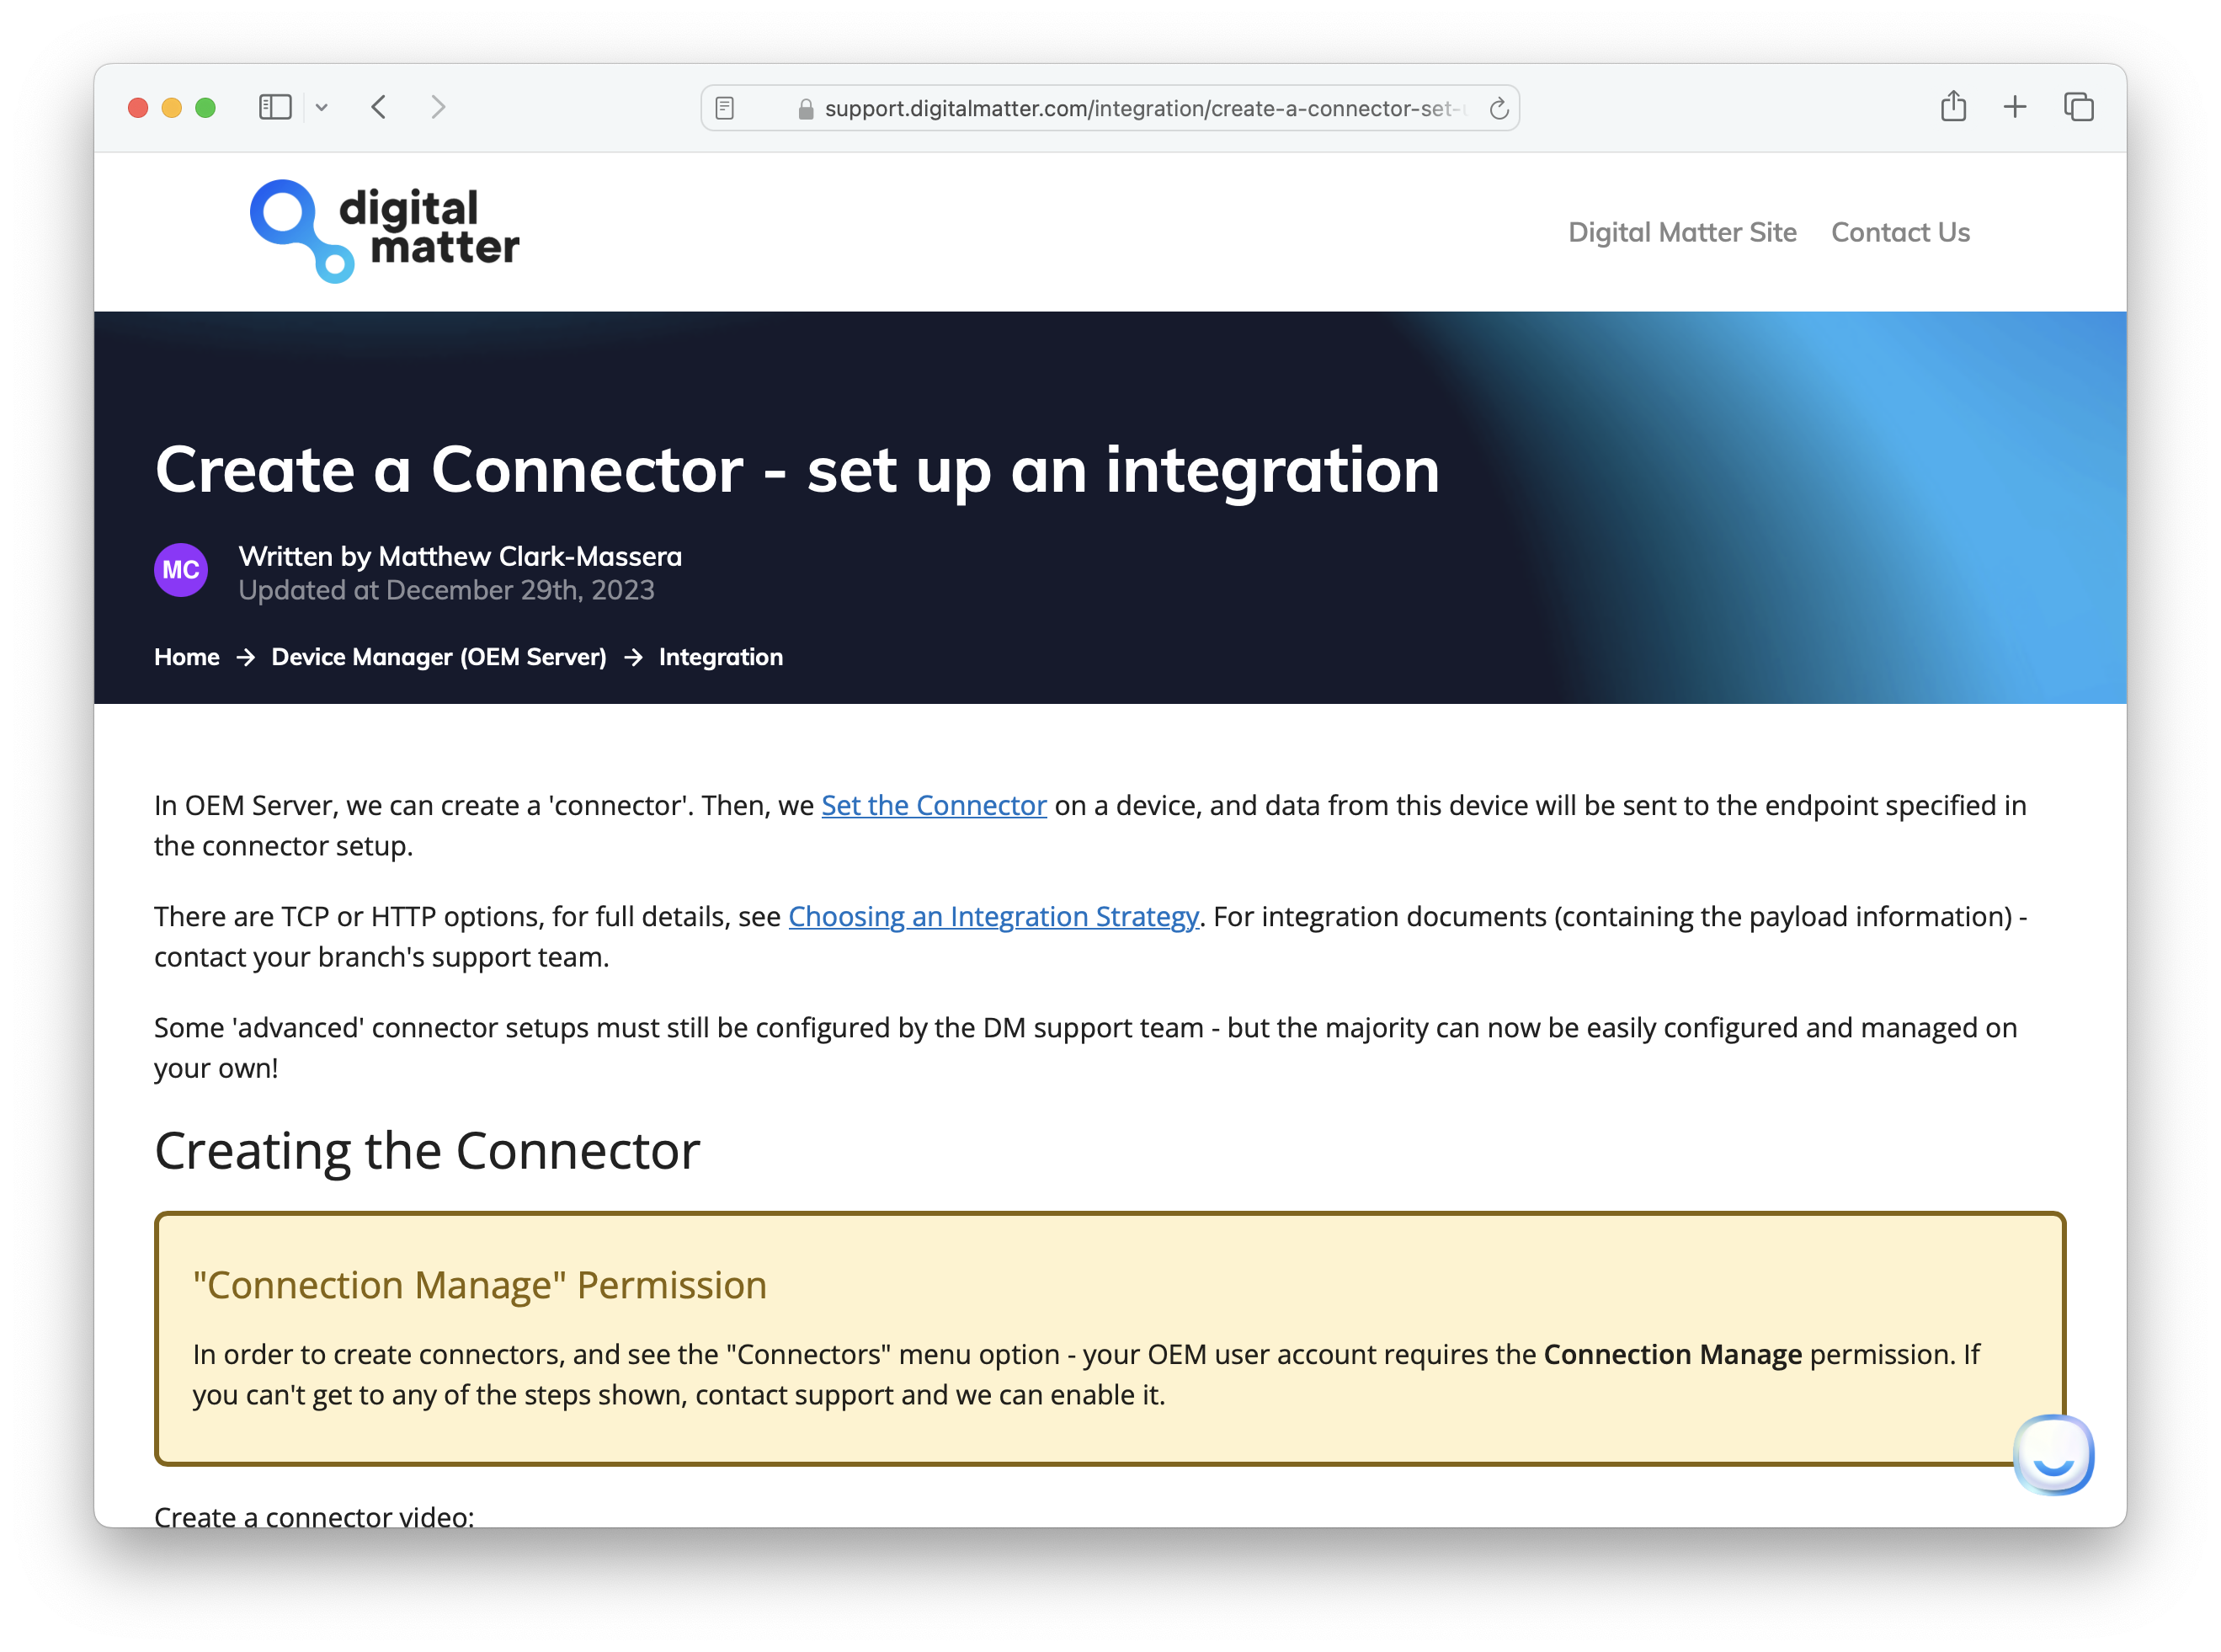 support.digitalmatter.com/integration/create-a-connector-set-
digital
matter
Digital Matter Site
Contact Us
Create a Connector - set up an integration
MC
Written by Matthew Clark-Massera
Updated at December 29th, 2023
Home → Device Manager (OEM Server) → Integration
In OEM Server, we can create a 'connector'. Then, we Set the Connector on a device, and data from this device will be sent to the endpoint specified in
the connector setup.
There are TCP or HTTP options, for full details, see Choosing an Integration Strategy. For integration documents (containing the payload information) -
contact your branch's support team.
Some 'advanced' connector setups must still be configured by the DM support team - but the majority can now be easily configured and managed on
your own!
Creating the Connector
"Connection Manage" Permission
In order to create connectors, and see the "Connectors" menu option - your OEM user account requires the Connection Manage permission. If
you can't get to any of the steps shown, contact support and we can enable it.
Create a connector video: